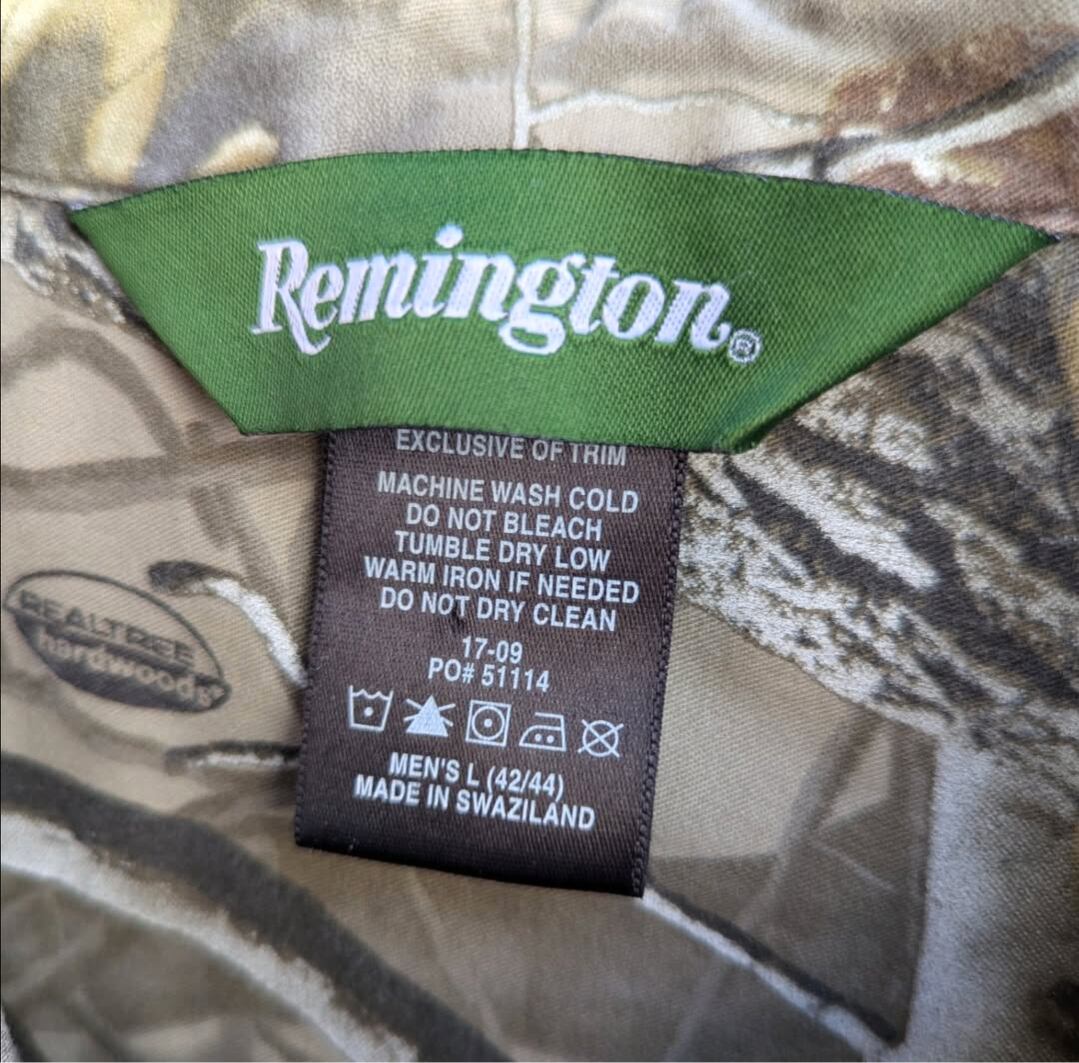 Remington®
EXCLUSIVE OF TRIM
MACHINE WASH COLD
DO NOT BLEACH
TUMBLE DRY LOW
WARM IRON IF NEEDED
DO NOT DRY CLEAN
17-09
PO# 51114
MEN'S L (42/44)
MADE IN SWAZILAND
REALTREE
hardwoods®